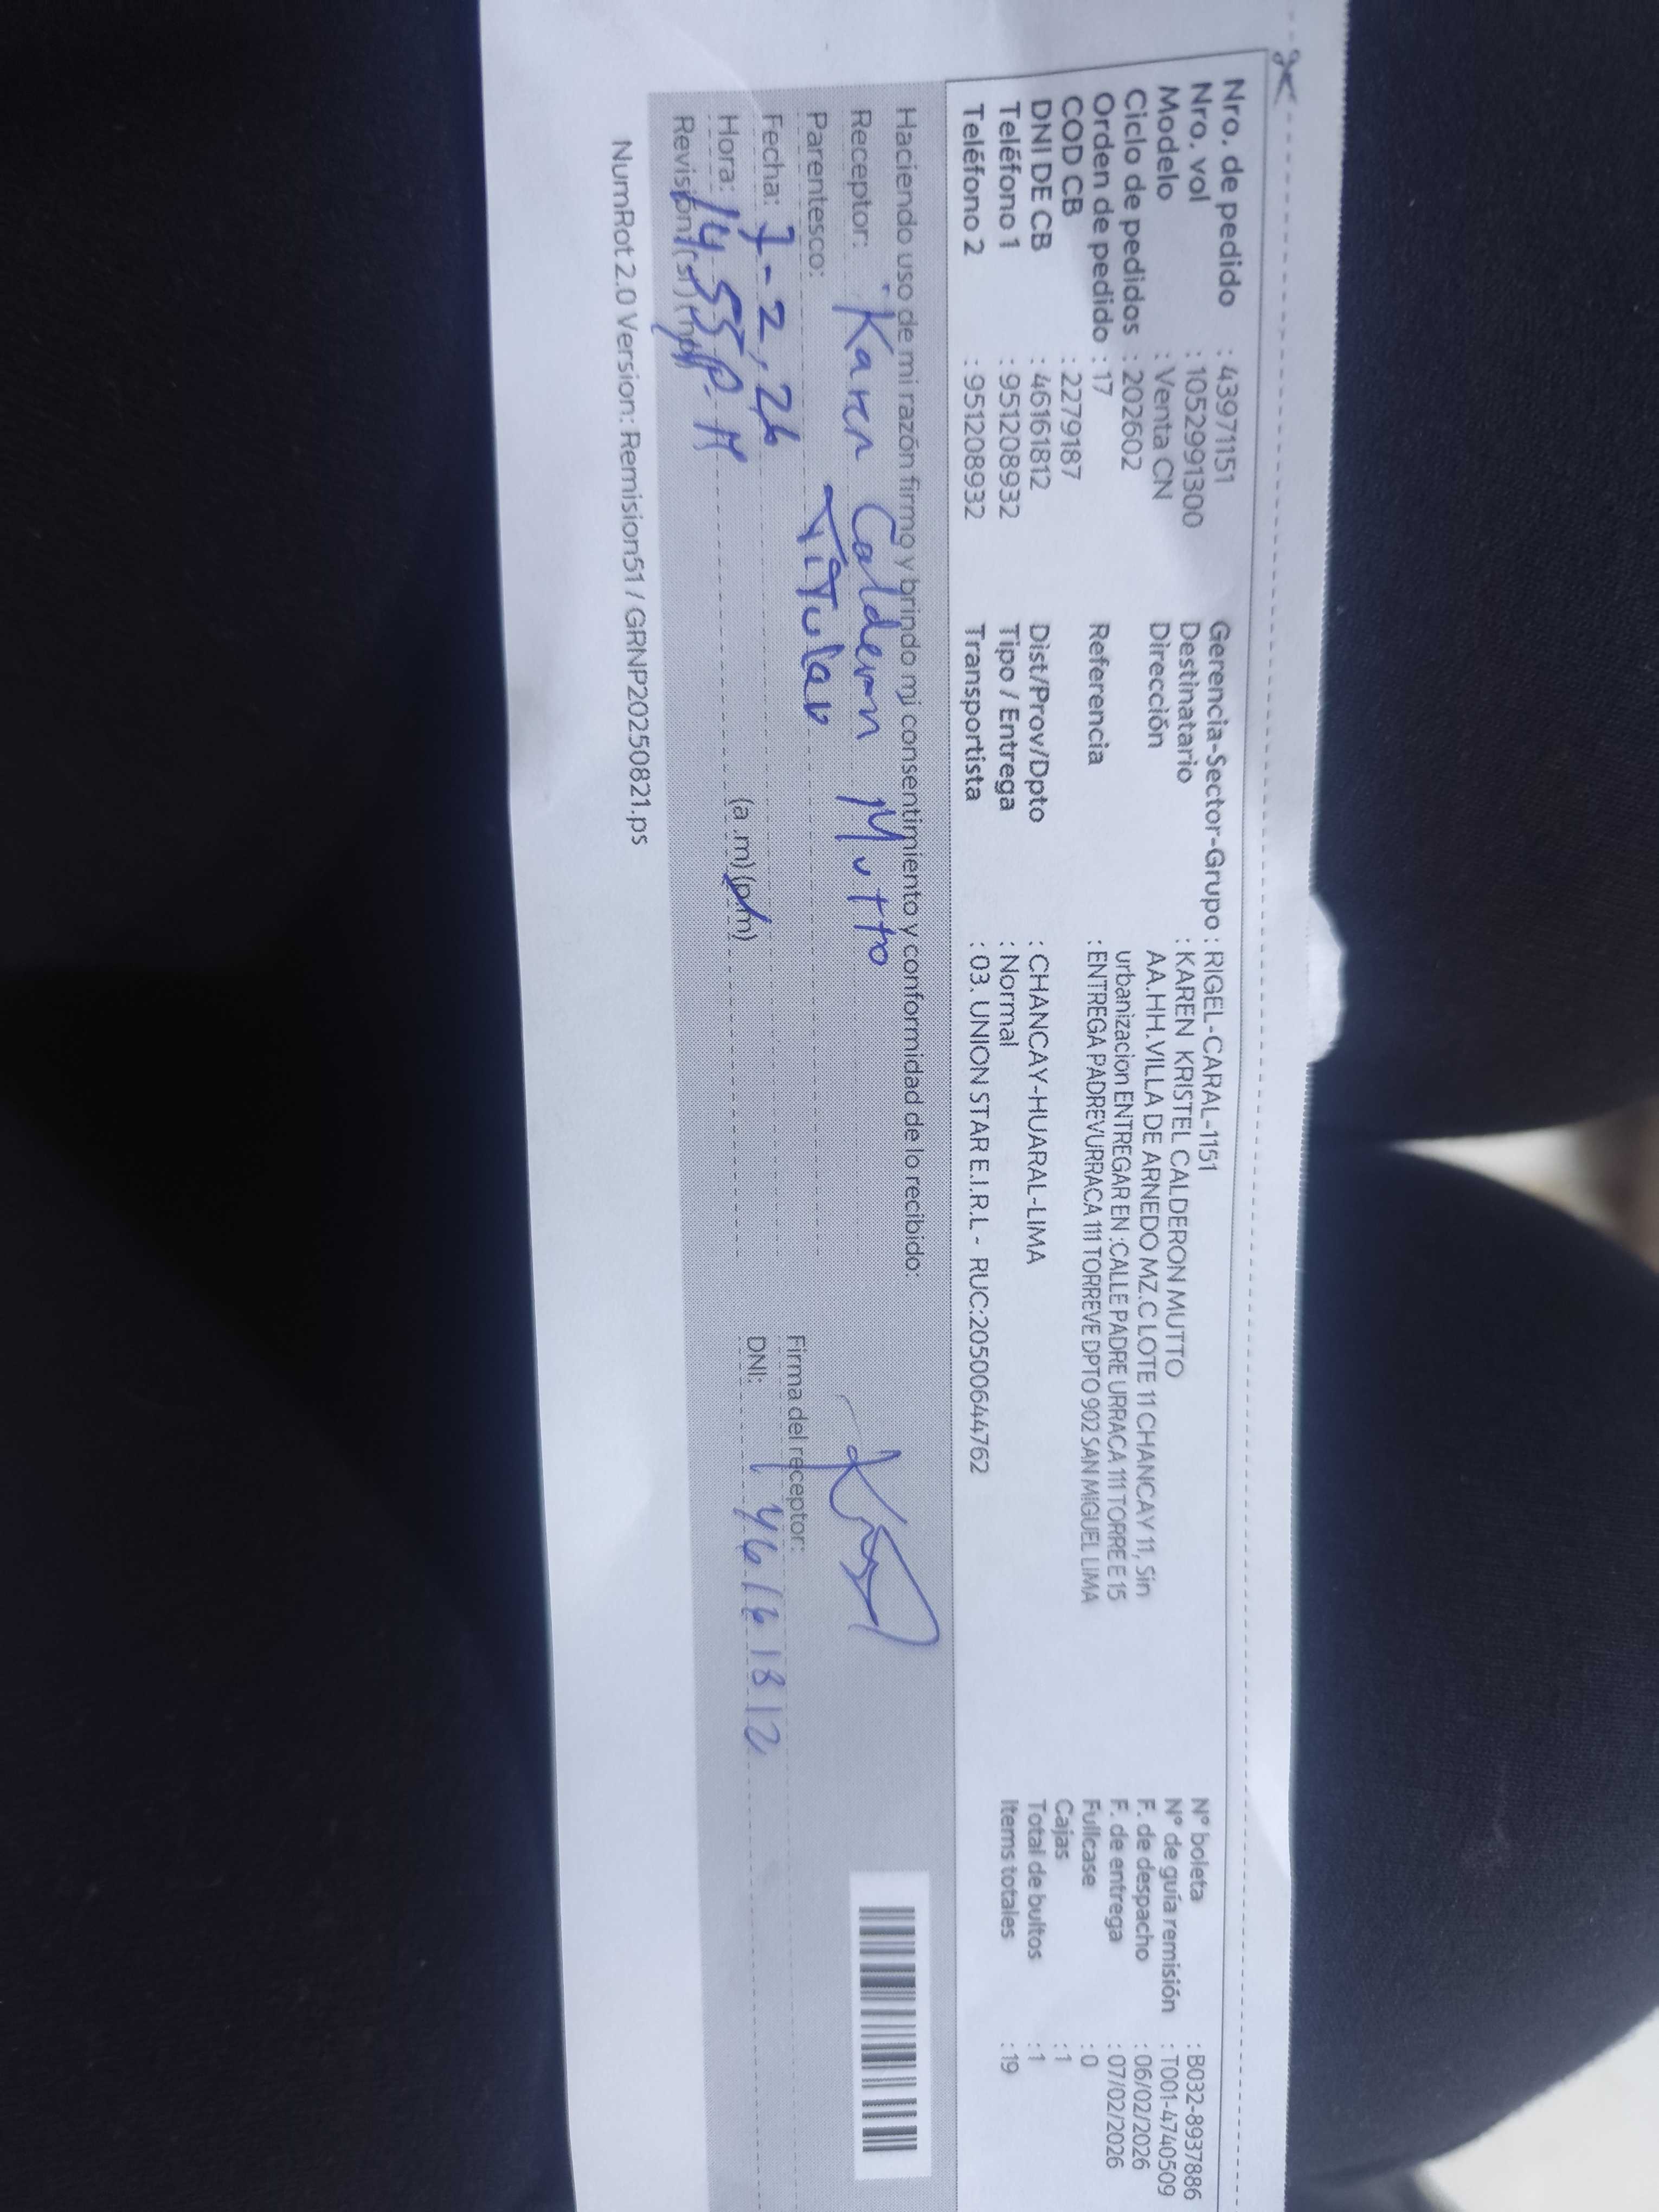 Nro. de pedido : 43971151
Nro. vol : 1052991300
Modelo : Venta CN
Ciclo de pedidos : 202602
Orden de pedido : 17
COD CB : 2279187
DNI DE CB : 46161812
Teléfono 1 : 951208932
Teléfono 2 : 951208932
Gerencia-Sector-Grupo : RIGEL-CARAL-1151
Destinatario : KAREN KRISTEL CALDERON MUTTO
Dirección AA.HH.VILLA DE ARNEDO MZ.C LOTE 11 CHANCAY 11, Sin
urbanizacion ENTREGAR EN :CALLE PADRE URRACA 111 TORRE E 15
Referencia : ENTREGA PADREVURRACA 111 TORREVE DPTO 902 SAN MIGUEL LIMA
Dist/Prov/Dpto : CHANCAY-HUARAL-LIMA
Tipo / Entrega : Normal
Transportista : 03. UNION STAR E.I.R.L - RUC:20500644762
N° boleta : B032-8937886
N° de guía remisión : T001-4740509
F. de despacho : 06/02/2026
F. de entrega : 07/02/2026
Fullcase : 0
Cajas : 1
Total de bultos : 1
Items totales : 19
Haciendo uso de mi razón firmo y brindo mi consentimiento y conformidad de lo recibido:
Receptor: Karen Calderon Mutto
Parentesco: Titular
Fecha: 7-2,26
Hora: 14 55 P M (a.m)(p.m)
Revisión: (si) (no)
Firma del receptor:
DNI: 46161812
NumRot 2.0 Version: Remision51 / GRNP20250821.ps